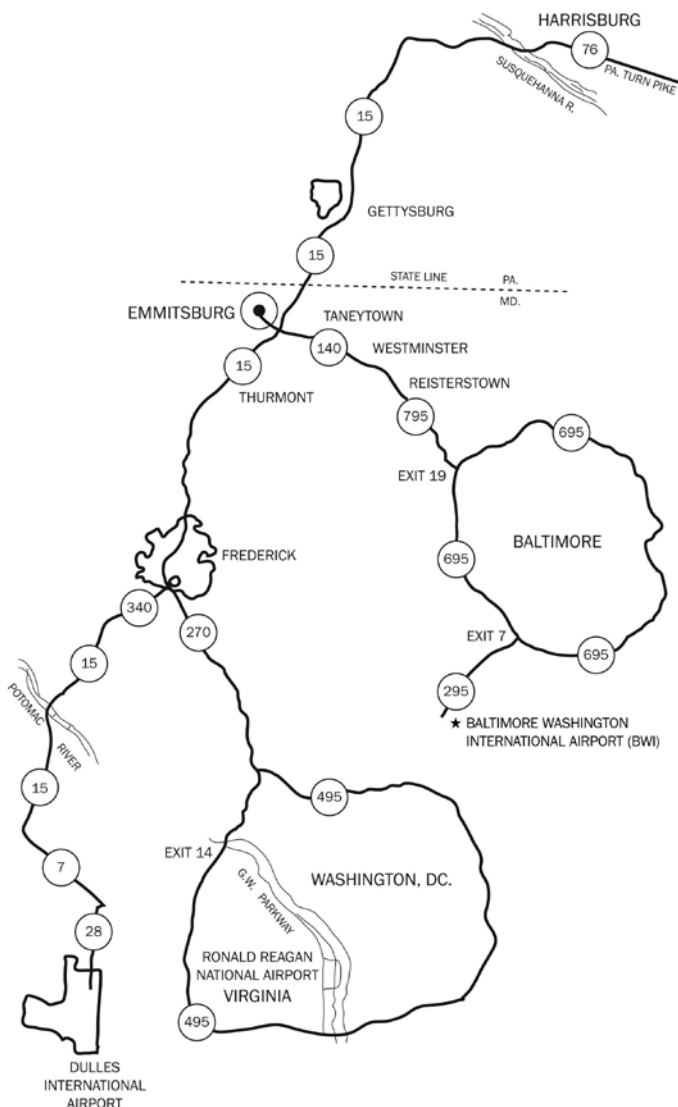 HARRISBURG
76
PA. TURN PIKE
SUSQUEHANNA R.
15
GETTYSBURG
15
STATE LINE
PA.
MD.
EMMITSBURG
TANEYTOWN
140
WESTMINSTER
15
THURMONT
REISTERSTOWN
795
695
EXIT 19
BALTIMORE
FREDERICK
695
340
270
EXIT 7
695
15
295
POTOMAC
RIVER
★ BALTIMORE WASHINGTON
INTERNATIONAL AIRPORT (BWI)
15
495
EXIT 14
7
WASHINGTON, DC.
G.W. PARKWAY
28
RONALD REAGAN
NATIONAL AIRPORT
VIRGINIA
495
DULLES
INTERNATIONAL
AIRPORT